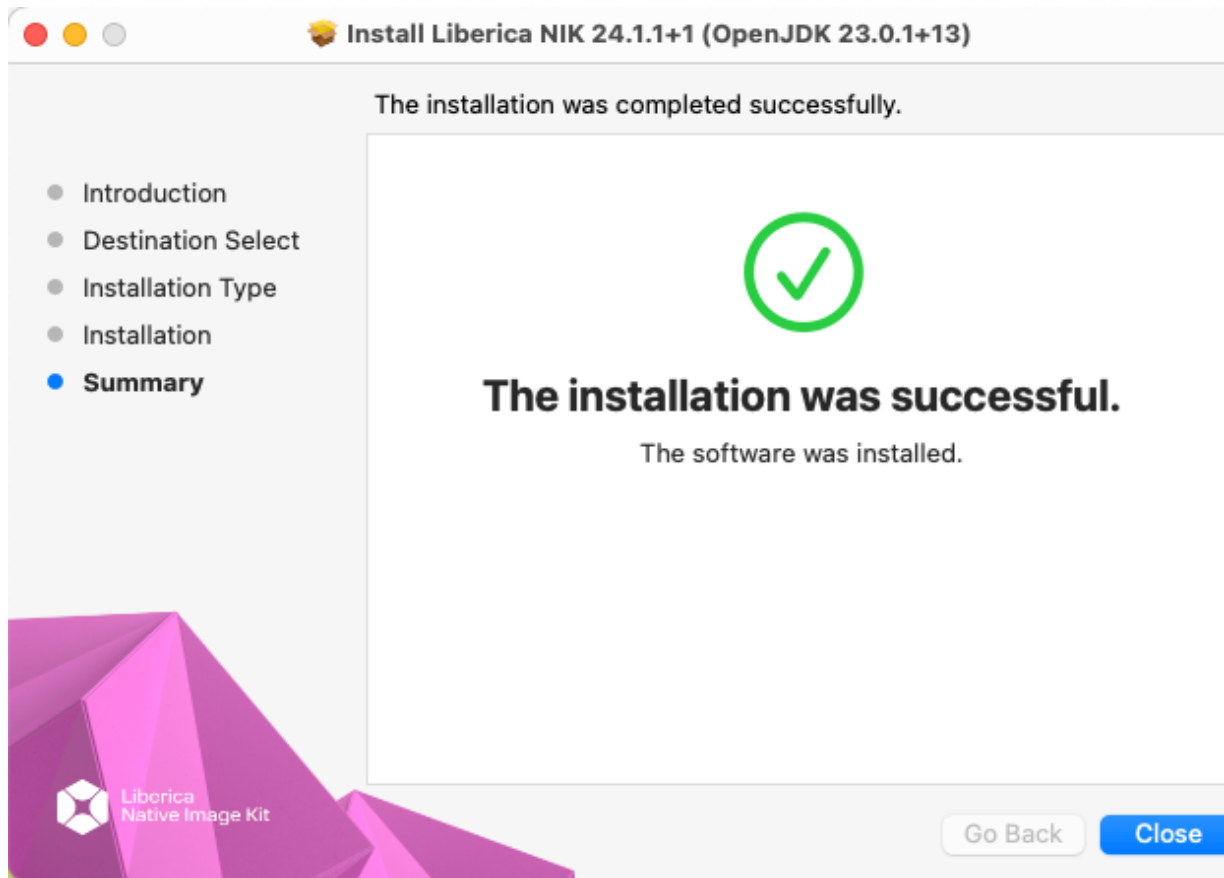 Install Liberica NIK 24.1.1+1 (OpenJDK 23.0.1+13)
The installation was completed successfully.
Introduction
Destination Select
Installation Type
Installation
Summary
The installation was successful.
The software was installed.
Liberica
Native Image Kit
Go Back
Close